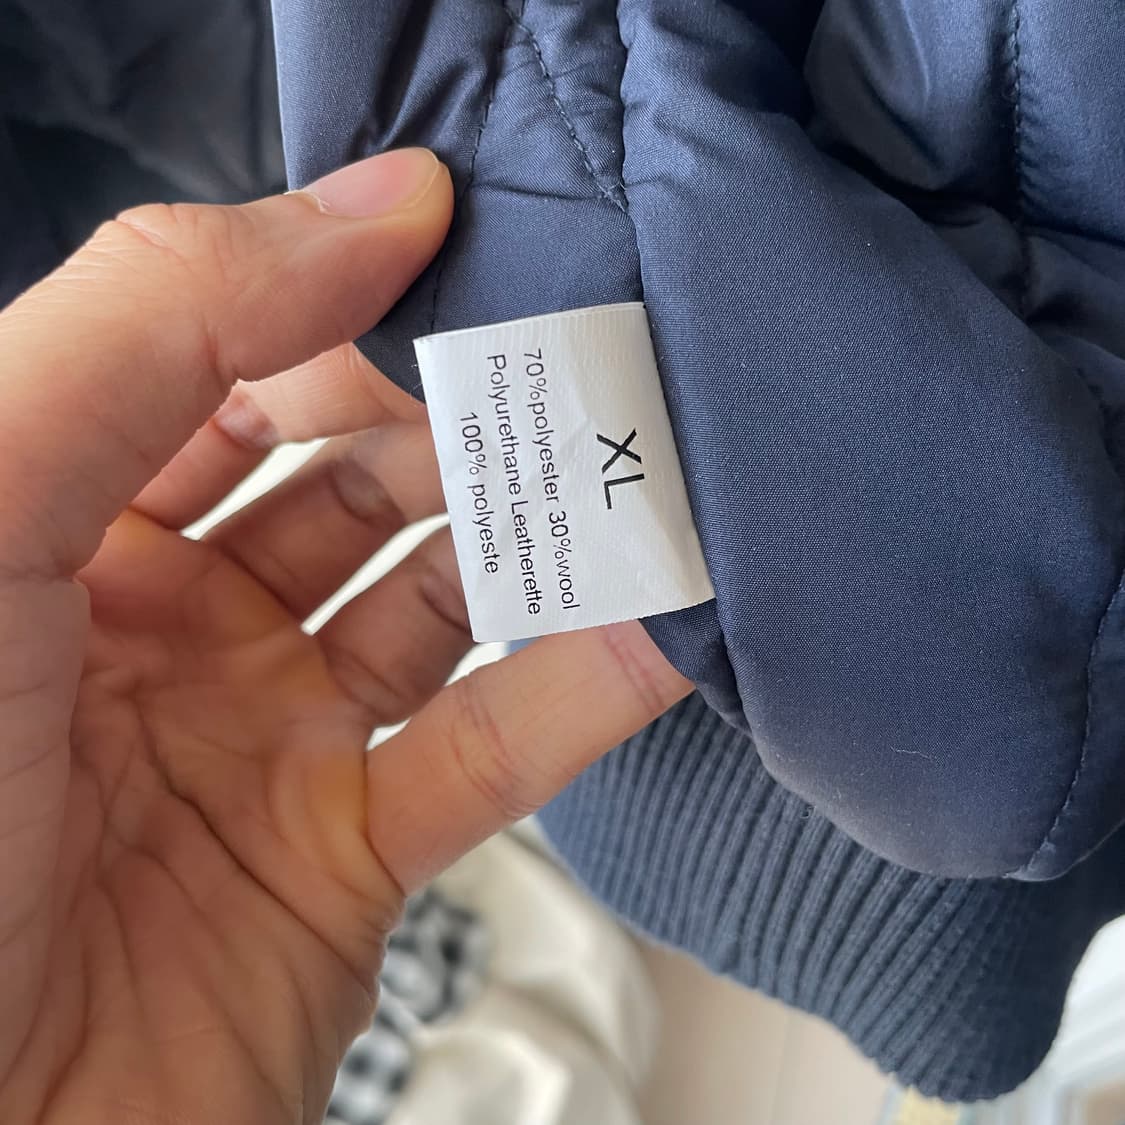 XL
70%polyester 30%wool
Polyurethane Leatherette
100% polyeste